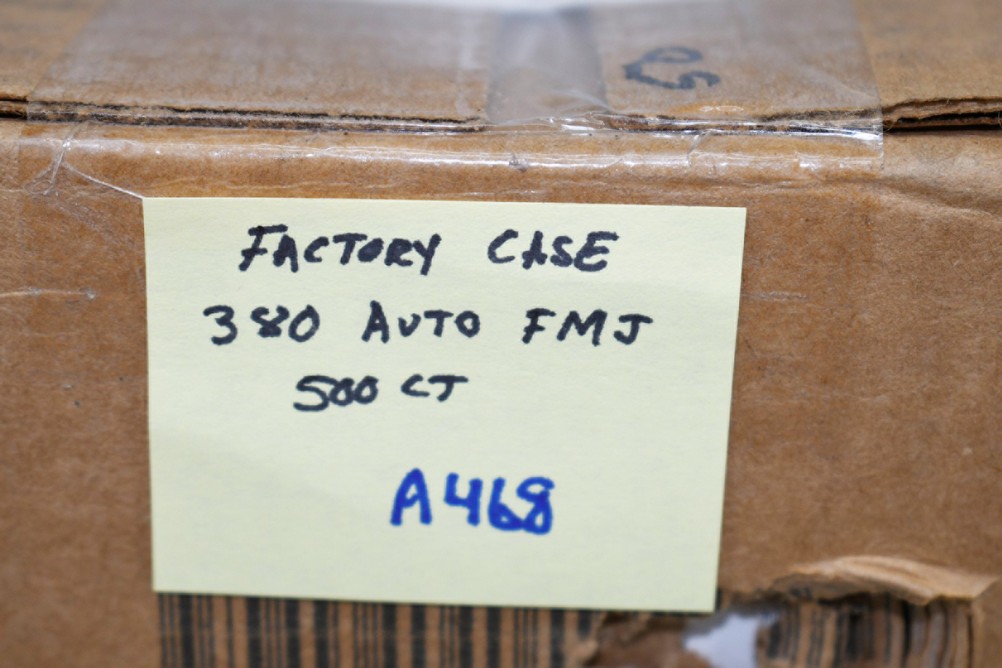 FACTORY CASE
380 AUTO FMJ
500 CT
A468